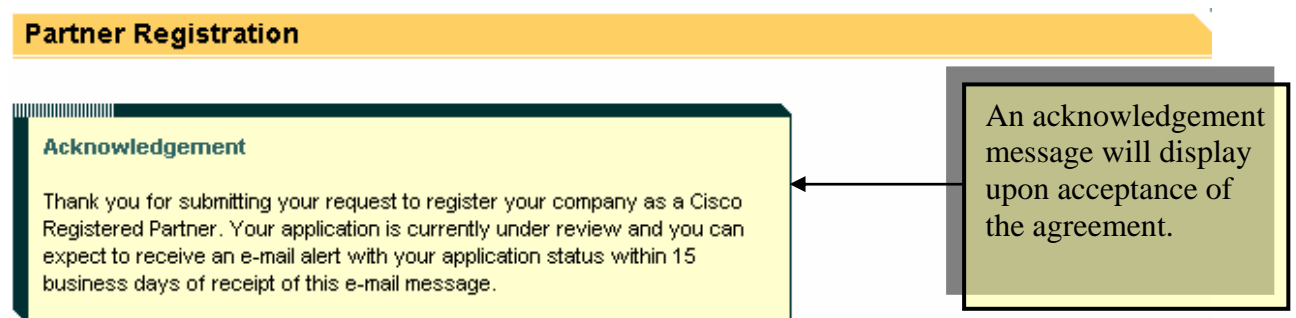 Partner Registration
Acknowledgement
Thank you for submitting your request to register your company as a Cisco
Registered Partner. Your application is currently under review and you can
expect to receive an e-mail alert with your application status within 15
business days of receipt of this e-mail message.
An acknowledgement
message will display
upon acceptance of
the agreement.